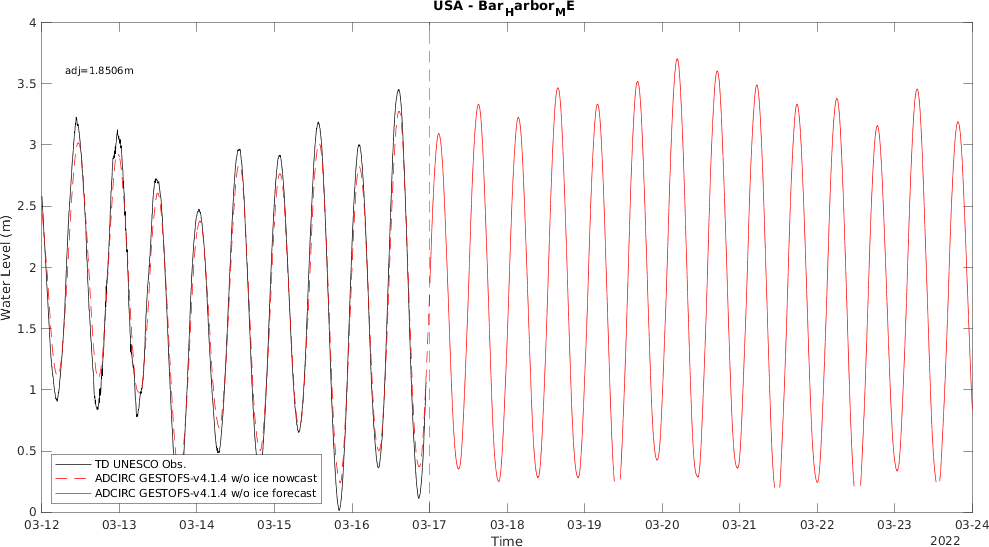 USA - Bar_Harbor_ME
4
adj=1.8506m
3.5
3
2.5
2
1.5
1
0.5
0
Water Level (m)
TD UNESCO Obs.
ADCIRC GESTOFS-v4.1.4 w/o ice nowcast
ADCIRC GESTOFS-v4.1.4 w/o ice forecast
03-12 03-13 03-14 03-15 03-16 03-17 03-18 03-19 03-20 03-21 03-22 03-23 03-24
Time
2022